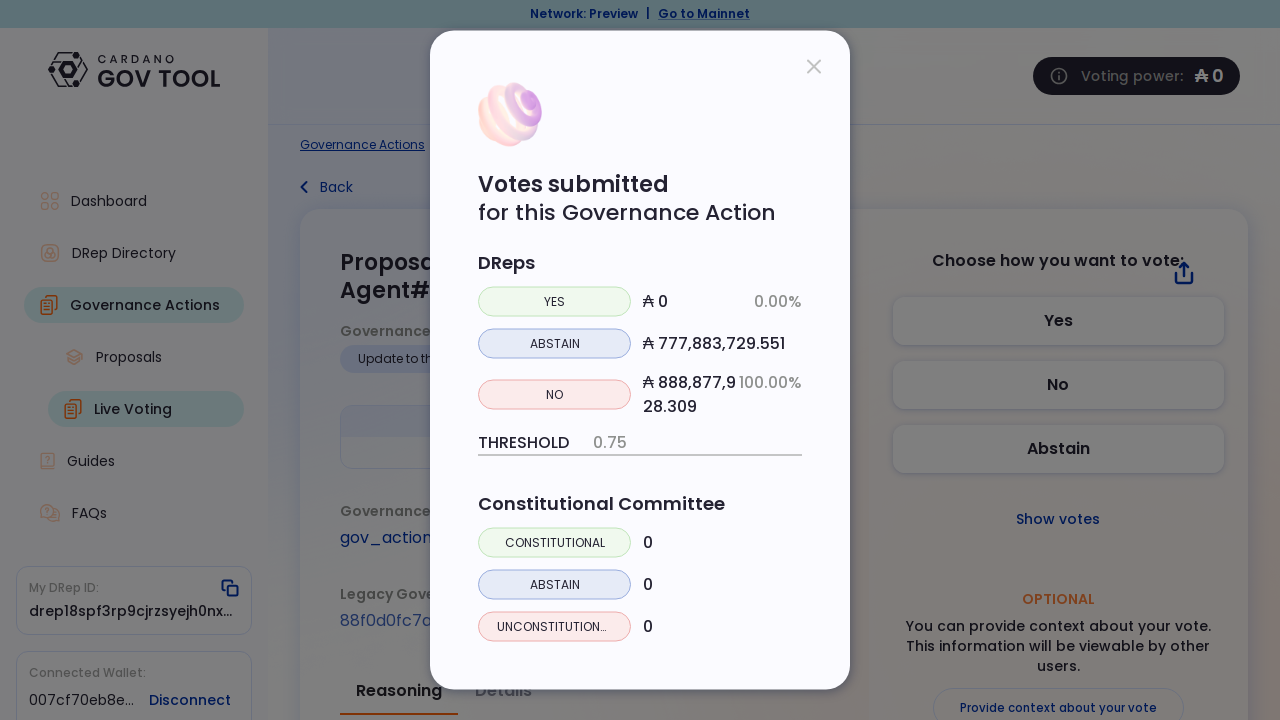 Network: Preview | Go to Mainnet
CARDANO
GOV TOOL
Voting power: ₳ 0
Dashboard
DRep Directory
Governance Actions
Proposals
Live Voting
Guides
FAQs
My DRep ID:
drep18spf3rp9cjrzsyejh0nx...
Connected Wallet:
007cf70eb8e... Disconnect
Governance Actions
Back
Agent#
Governance
Update to th
Governance
gov_action
88f0d0fc7
Reasoning Details
Votes submitted
for this Governance Action
DReps
YES ₳ 0 0.00%
ABSTAIN ₳ 777,883,729.551
NO ₳ 888,877,9 100.00%
28.309
THRESHOLD 0.75
Constitutional Committee
CONSTITUTIONAL 0
ABSTAIN 0
UNCONSTITUTION... 0
Choose how you want to vote:
Yes
No
Abstain
Show votes
OPTIONAL
You can provide context about your vote.
This information will be viewable by other
users.
Provide context about your vote